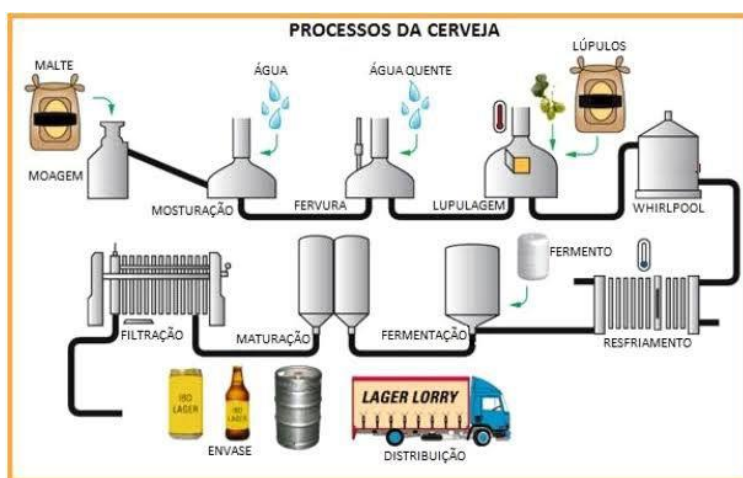 PROCESSOS DA CERVEJA
MALTE
ÁGUA
ÁGUA QUENTE
LÚPULOS
MOAGEM
MOSTURAÇÃO
FERVURA
LUPULAGEM
WHIRLPOOL
FERMENTO
FILTRAÇÃO
MATURAÇÃO
FERMENTAÇÃO
RESFRIAMENTO
IBD
LAGER
IBD
LAGER
LAGER LORRY
ENVASE
DISTRIBUIÇÃO